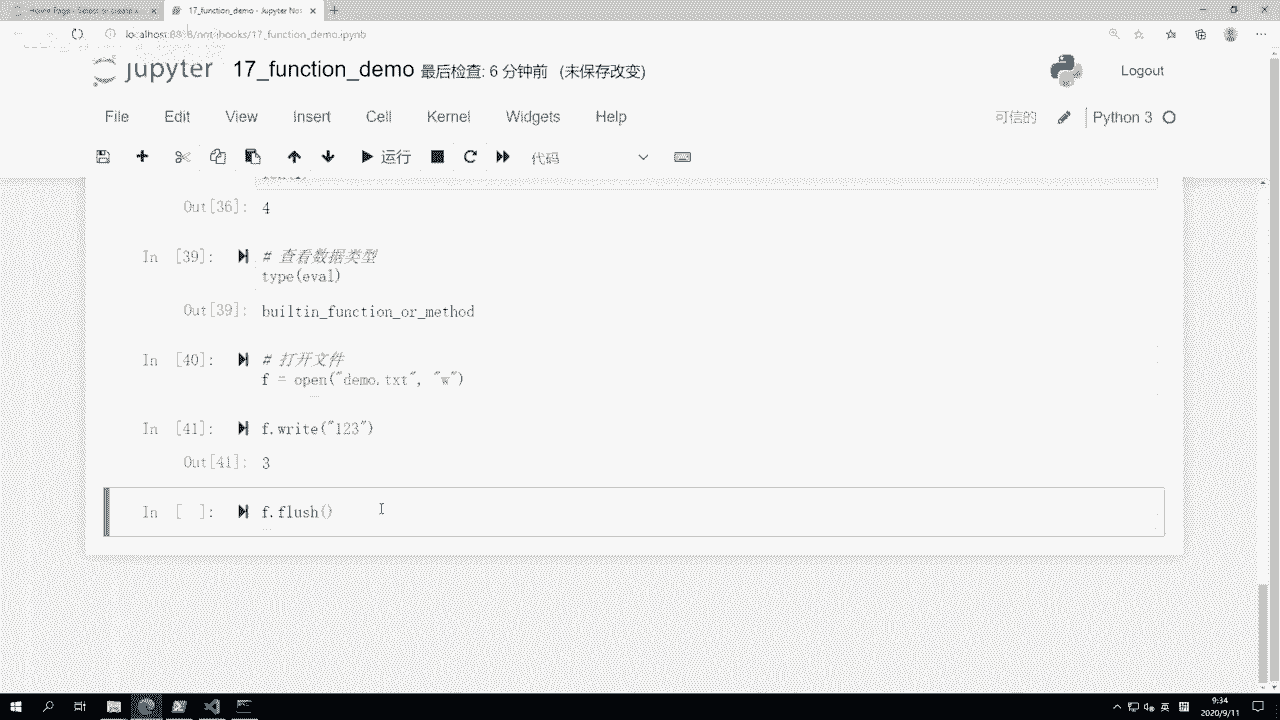 Home Page - Select or create a
17_function_demo - Jupyter No
localhost:8888/notebooks/17_function_demo.ipynb
jupyter 17_function_demo 最后检查: 6 分钟前 (未保存改变)
Logout
File Edit View Insert Cell Kernel Widgets Help
可信的 Python 3
运行 代码
Out[36]: 4
In [39]: # 查看数据类型
type(eval)
Out[39]: builtin_function_or_method
In [40]: # 打开文件
f = open("demo.txt", "w")
In [41]: f.write("123")
Out[41]: 3
In [ ]: f.flush()
英
9:34
2020/9/11